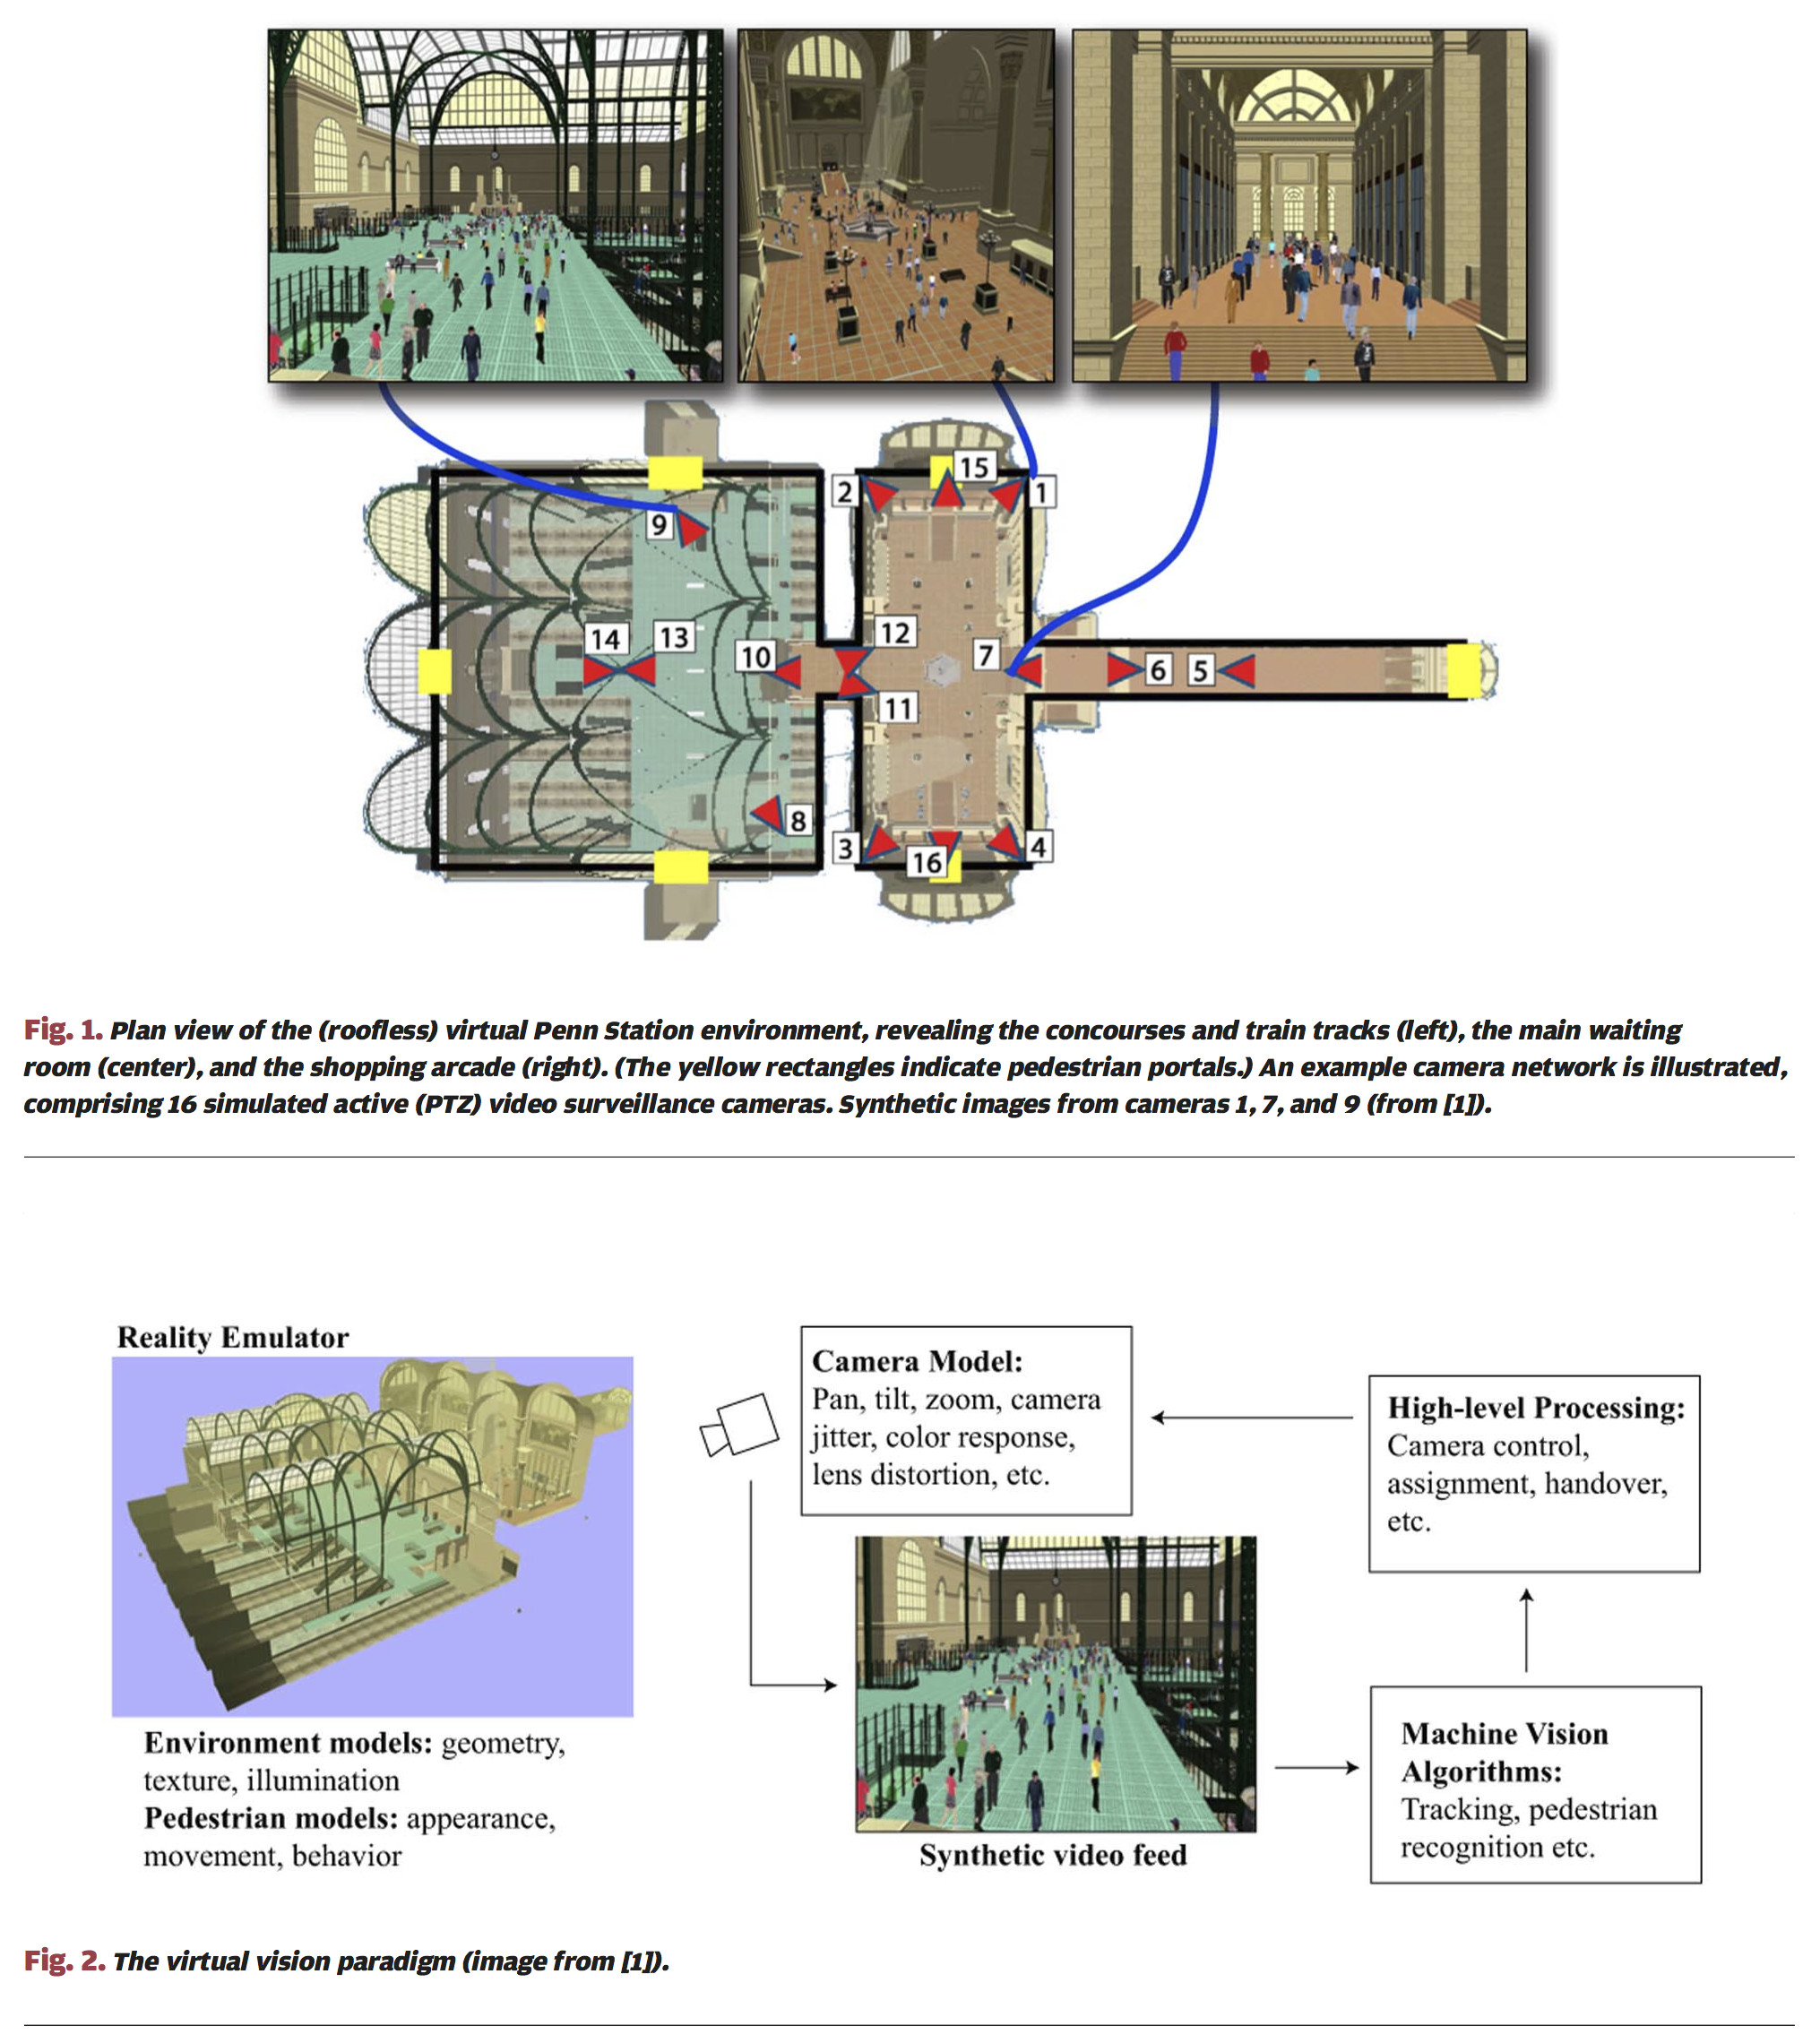 2
15
1
9
14
13
10
12
7
6
5
11
8
3
16
4
Fig. 1. Plan view of the (roofless) virtual Penn Station environment, revealing the concourses and train tracks (left), the main waiting
room (center), and the shopping arcade (right). (The yellow rectangles indicate pedestrian portals.) An example camera network is illustrated,
comprising 16 simulated active (PTZ) video surveillance cameras. Synthetic images from cameras 1, 7, and 9 (from [1]).
Reality Emulator
Environment models: geometry,
texture, illumination
Pedestrian models: appearance,
movement, behavior
Camera Model:
Pan, tilt, zoom, camera
jitter, color response,
lens distortion, etc.
Synthetic video feed
High-level Processing:
Camera control,
assignment, handover,
etc.
Machine Vision
Algorithms:
Tracking, pedestrian
recognition etc.
Fig. 2. The virtual vision paradigm (image from [1]).